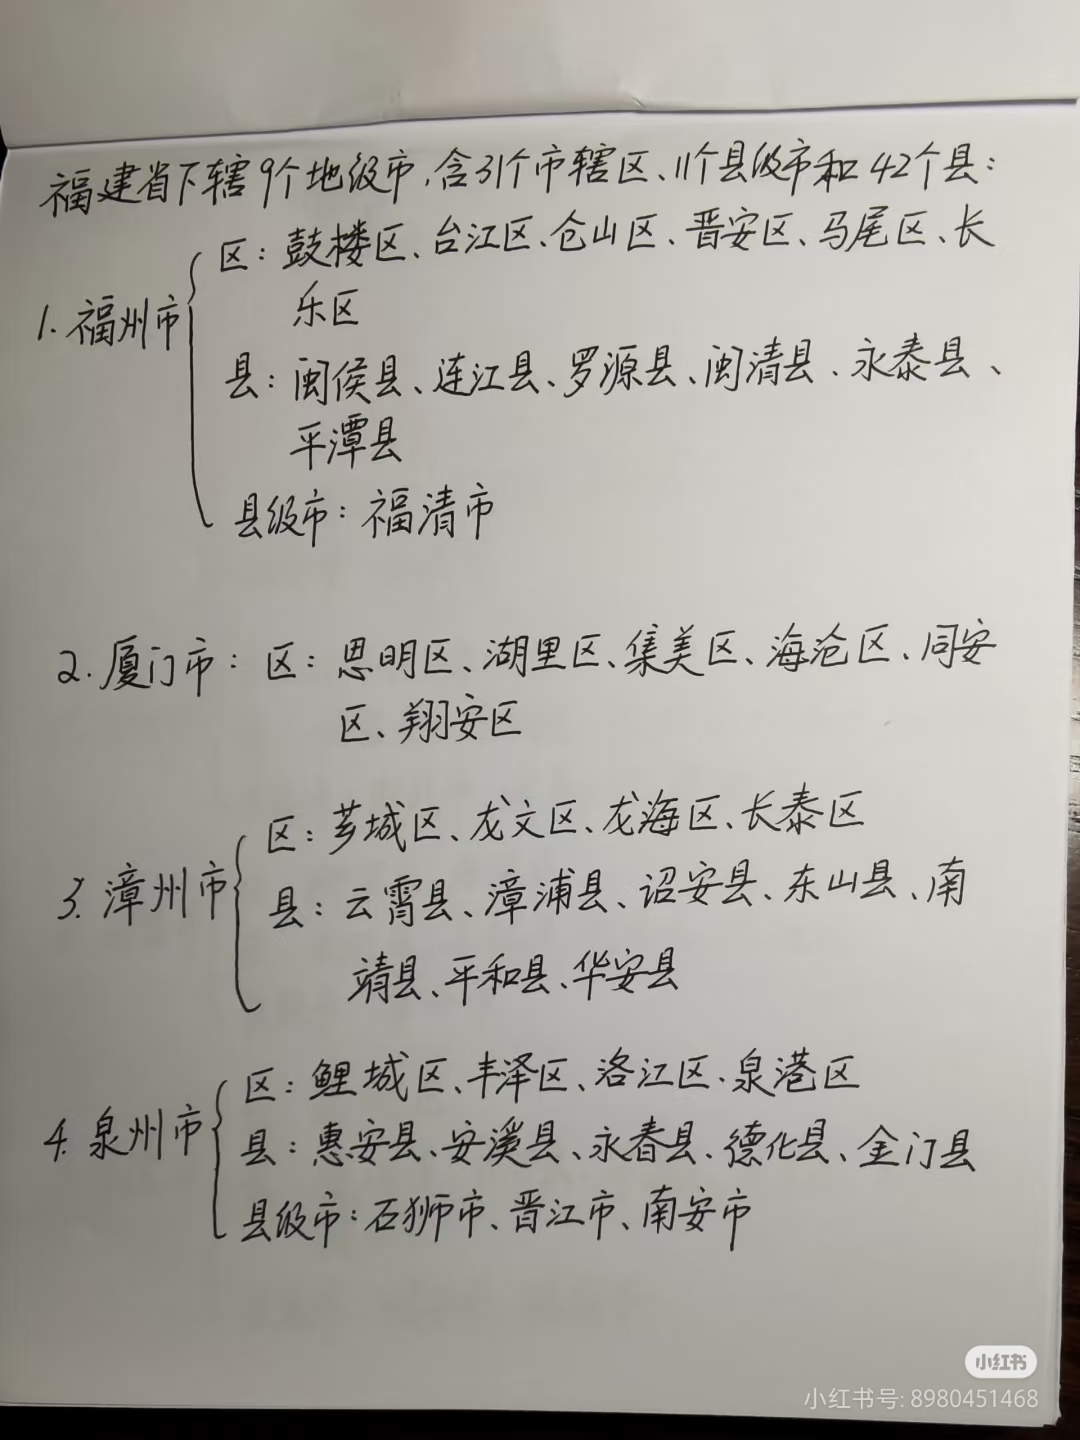 福建省下辖9个地级市,含31个市辖区、11个县级市和42个县:
区:鼓楼区、台江区、仓山区、晋安区、马尾区、长
乐区
1.福州市
县:闽侯县、连江县、罗源县、闽清县、永泰县、
平潭县
县级市:福清市
2.厦门市:区:思明区、湖里区、集美区、海沧区、同安
区、翔安区
区:芗城区、龙文区、龙海区、长泰区
3.漳州市
县:云霄县、漳浦县、诏安县、东山县、南
靖县、平和县、华安县
区:鲤城区、丰泽区、洛江区、泉港区
4.泉州市
县:惠安县、安溪县、永春县、德化县、金门县
县级市:石狮市、晋江市、南安市
小红书
小红书号: 8980451468